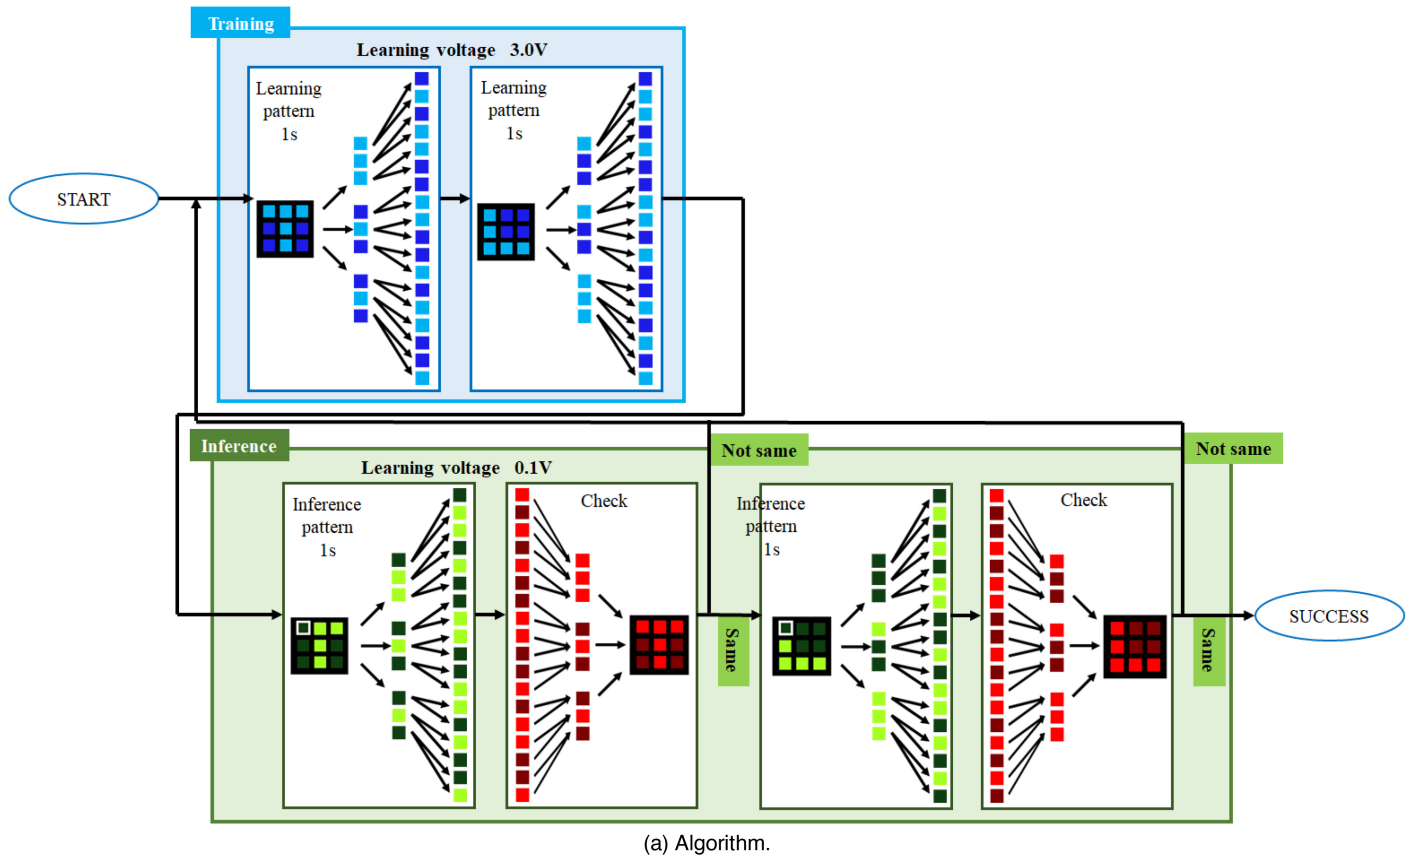 Training
Learning voltage 3.0V
Learning
pattern
1s
Learning
pattern
1s
START
Inference
Learning voltage 0.1V
Not same
Not same
Inference
pattern
1s
Check
Inference
pattern
1s
Check
Same
Same
SUCCESS
(a) Algorithm.